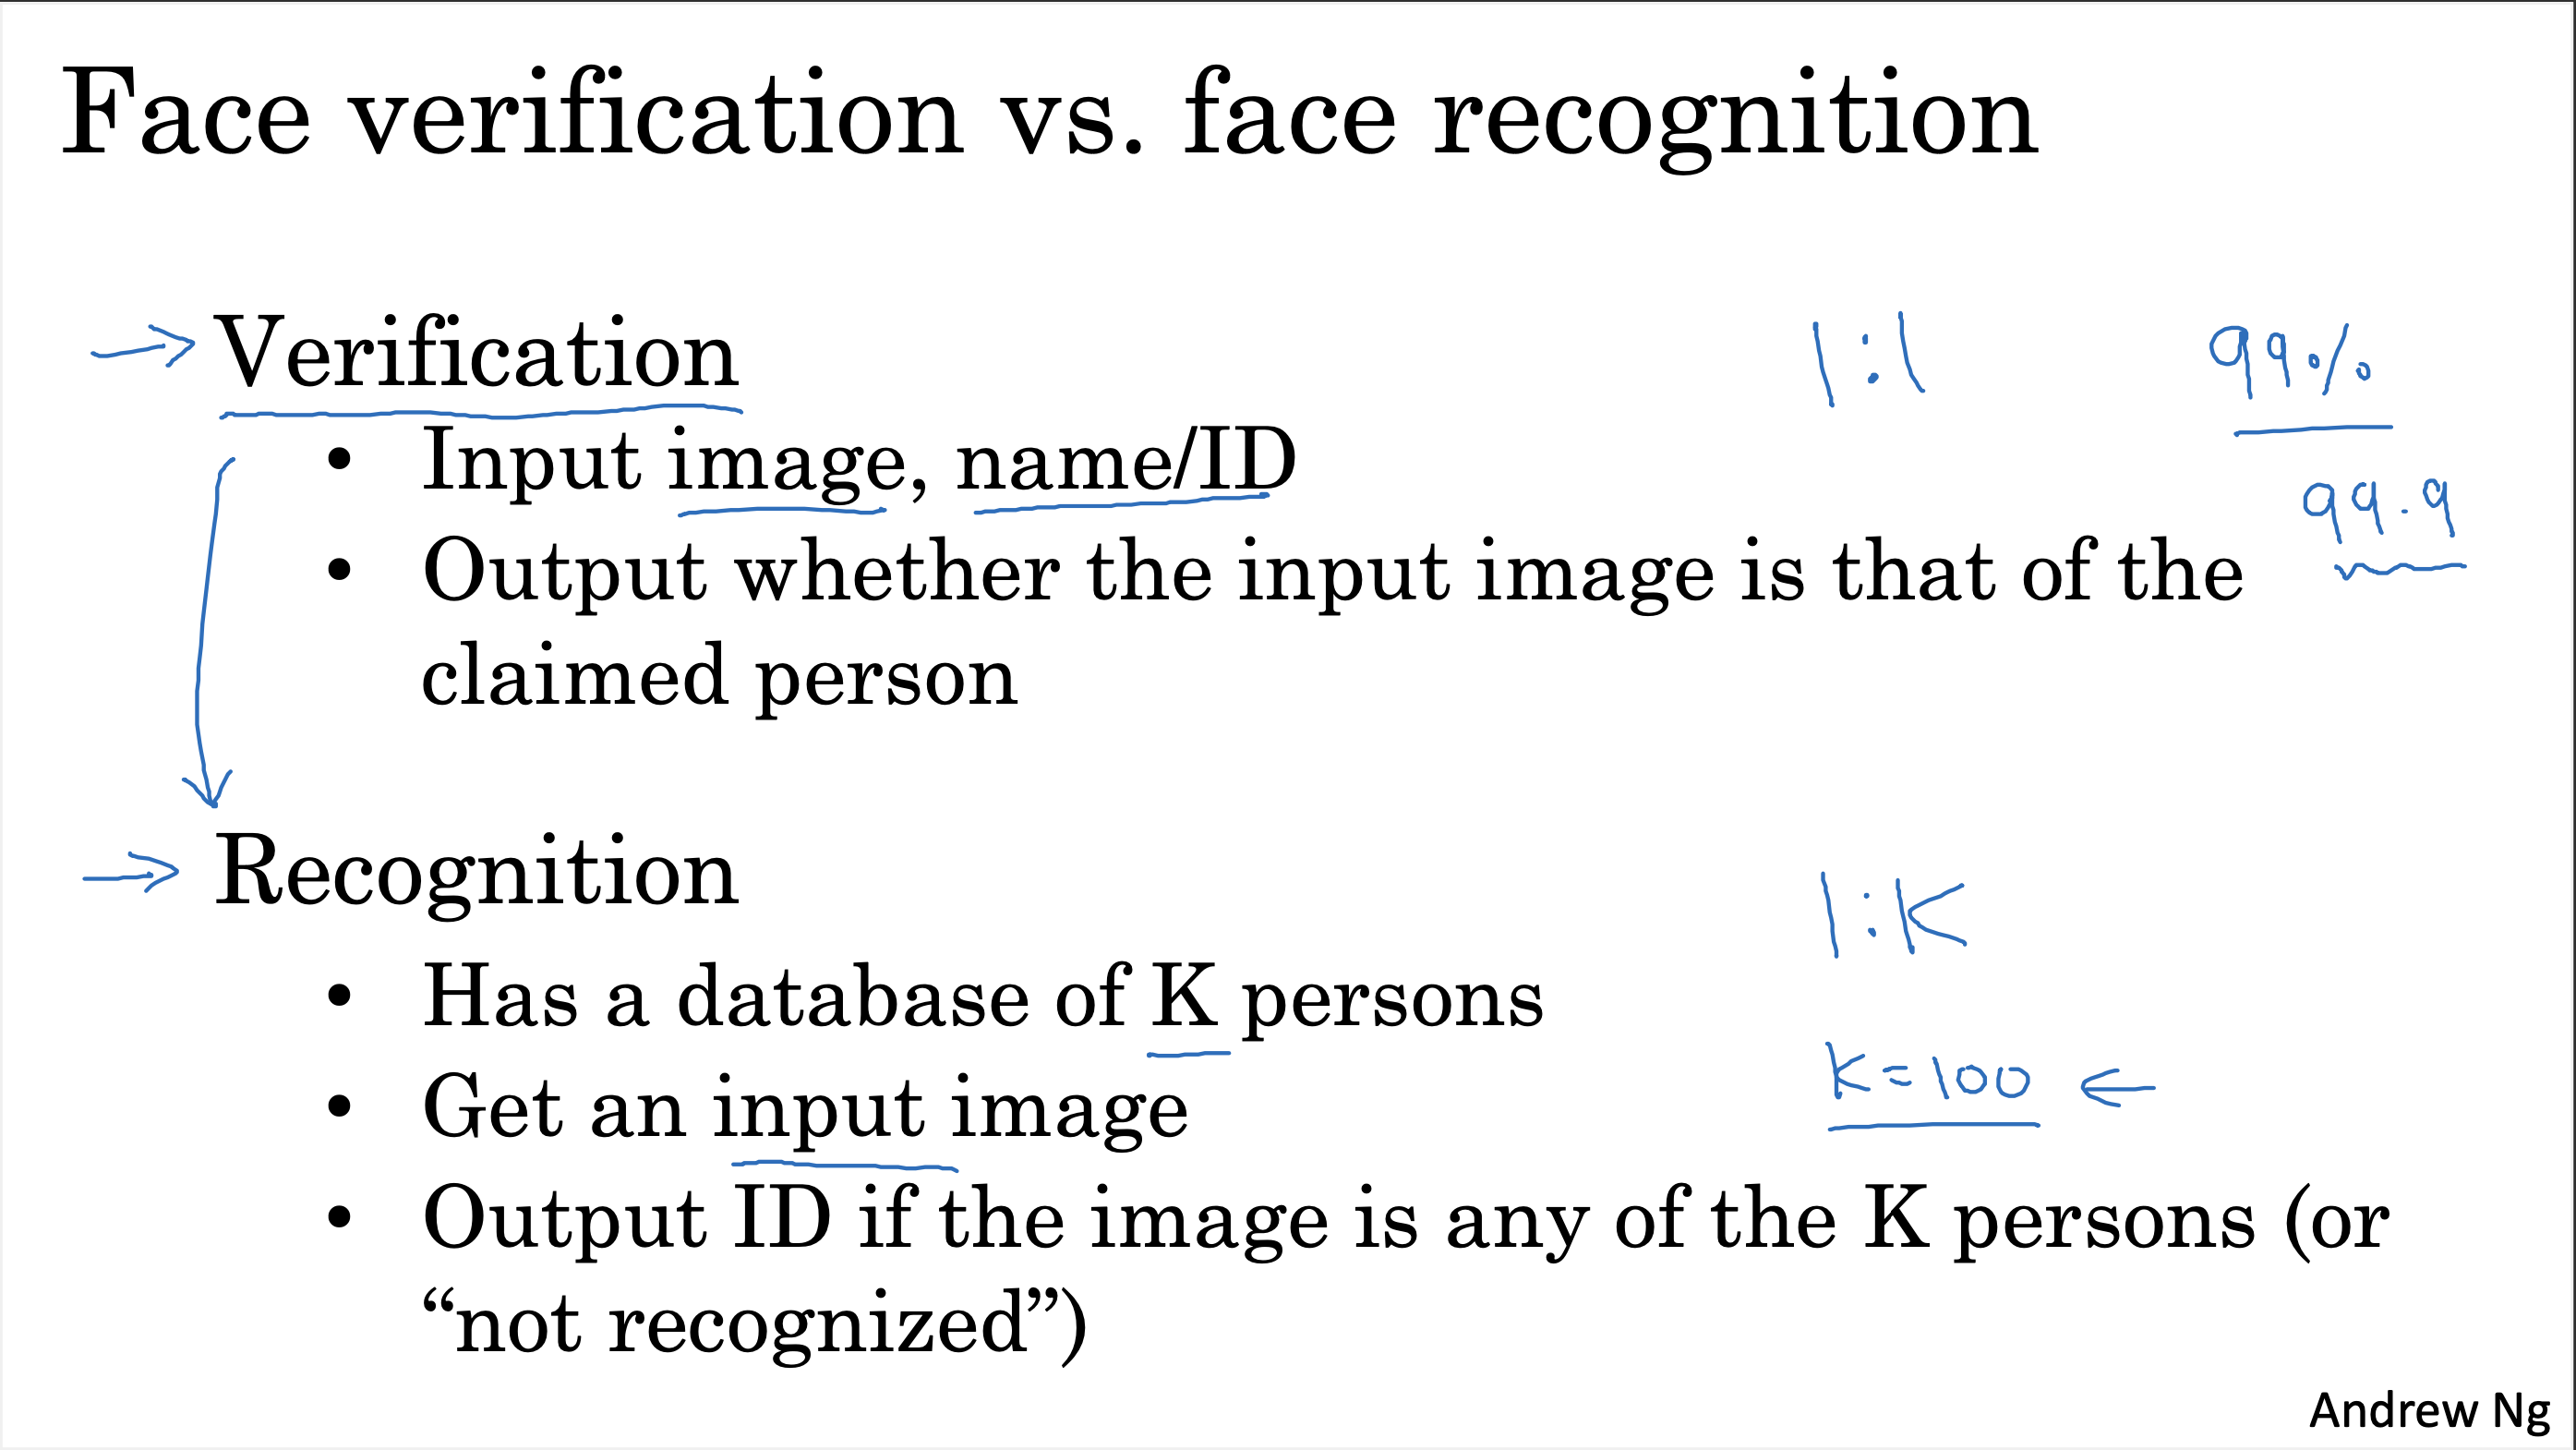 Face verification vs. face recognition
Verification
1:1
99%
• Input image, name/ID
99.9
• Output whether the input image is that of the
claimed person
Recognition
1:K
• Has a database of K persons
K=100
• Get an input image
• Output ID if the image is any of the K persons (or
“not recognized”)
Andrew Ng